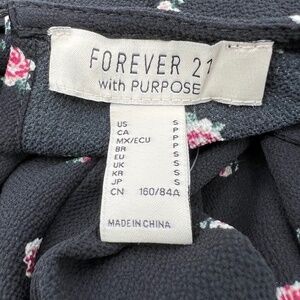 FOREVER 21
with PURPOSE
US S
CA P
MX/ECU P
BR P
EU S
UK S
KR S
JP S
CN 160/84A
MADE IN CHINA